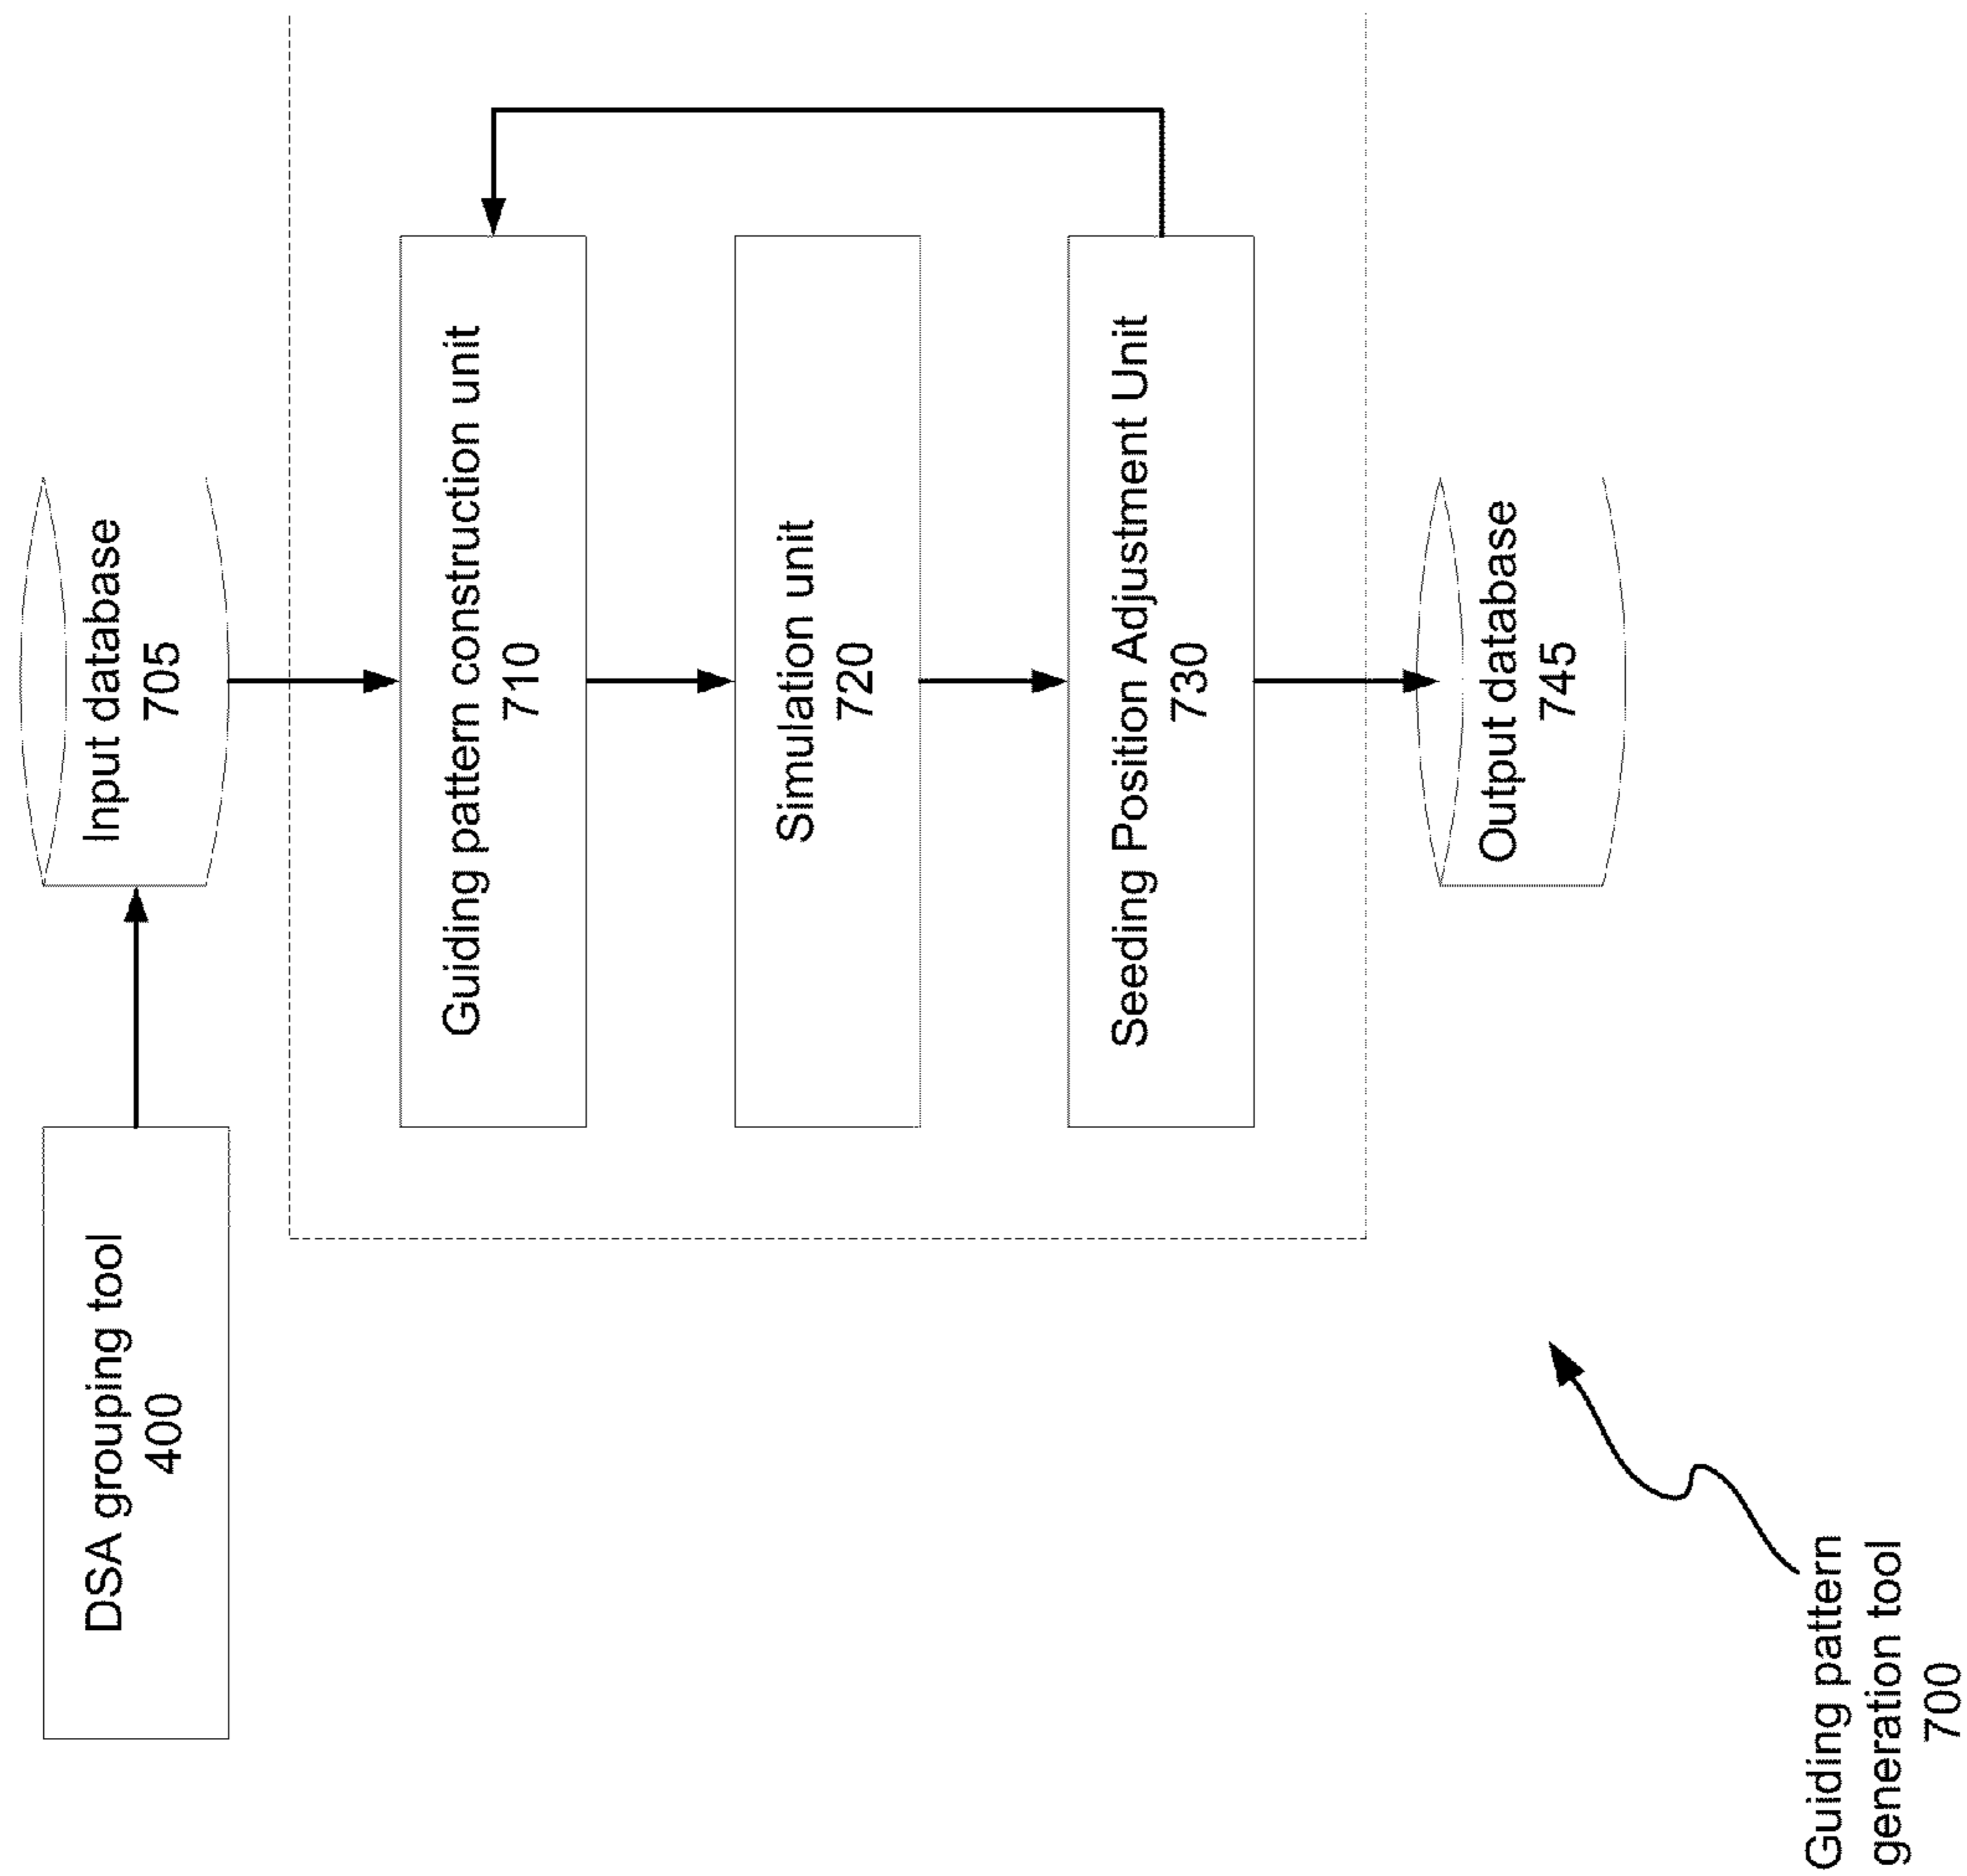 DSA grouping tool
400
Input database
705
Guiding pattern construction unit
710
Simulation unit
720
Seeding Position Adjustment Unit
730
Output database
745
Guiding pattern
generation tool
700